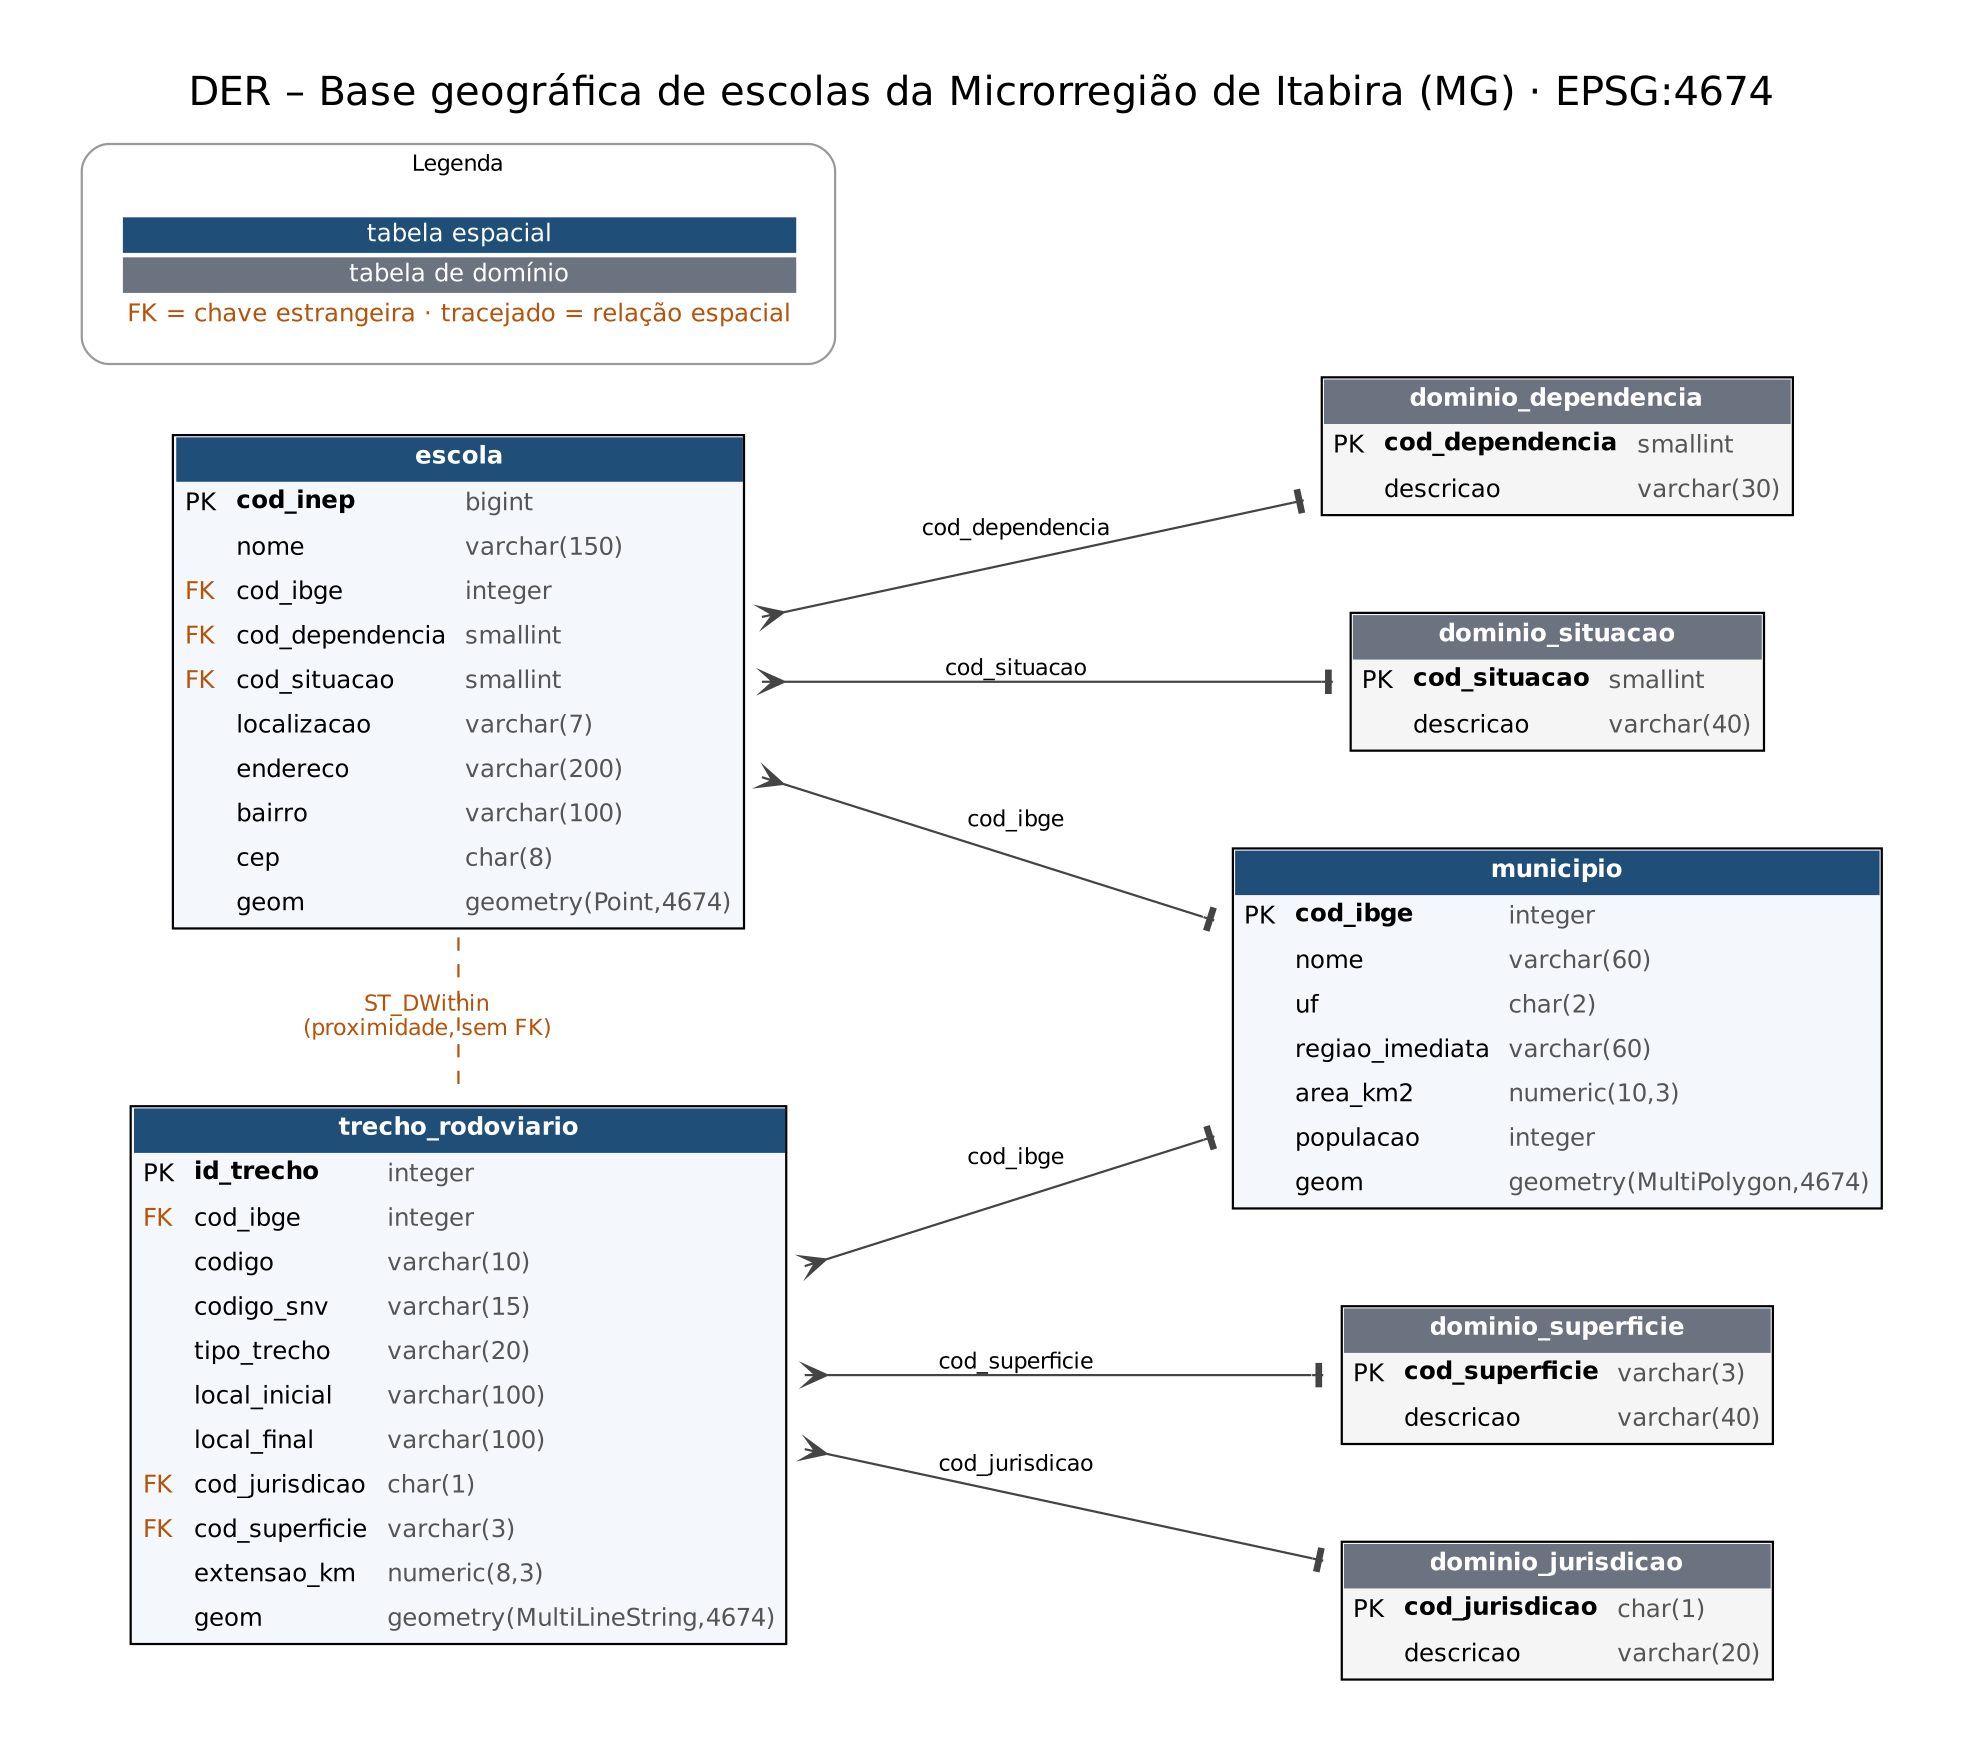 DER – Base geográfica de escolas da Microrregião de Itabira (MG) · EPSG:4674
Legenda
tabela espacial
tabela de domínio
FK = chave estrangeira · tracejado = relação espacial
escola
PK cod_inep bigint
nome varchar(150)
FK cod_ibge integer
FK cod_dependencia smallint
FK cod_situacao smallint
localizacao varchar(7)
endereco varchar(200)
bairro varchar(100)
cep char(8)
geom geometry(Point,4674)
cod_dependencia
dominio_dependencia
PK cod_dependencia smallint
descricao varchar(30)
cod_situacao
dominio_situacao
PK cod_situacao smallint
descricao varchar(40)
cod_ibge
municipio
PK cod_ibge integer
nome varchar(60)
uf char(2)
regiao_imediata varchar(60)
area_km2 numeric(10,3)
populacao integer
geom geometry(MultiPolygon,4674)
ST_DWithin
(proximidade, sem FK)
trecho_rodoviario
PK id_trecho integer
FK cod_ibge integer
codigo varchar(10)
codigo_snv varchar(15)
tipo_trecho varchar(20)
local_inicial varchar(100)
local_final varchar(100)
FK cod_jurisdicao char(1)
FK cod_superficie varchar(3)
extensao_km numeric(8,3)
geom geometry(MultiLineString,4674)
cod_ibge
cod_superficie
dominio_superficie
PK cod_superficie varchar(3)
descricao varchar(40)
cod_jurisdicao
dominio_jurisdicao
PK cod_jurisdicao char(1)
descricao varchar(20)